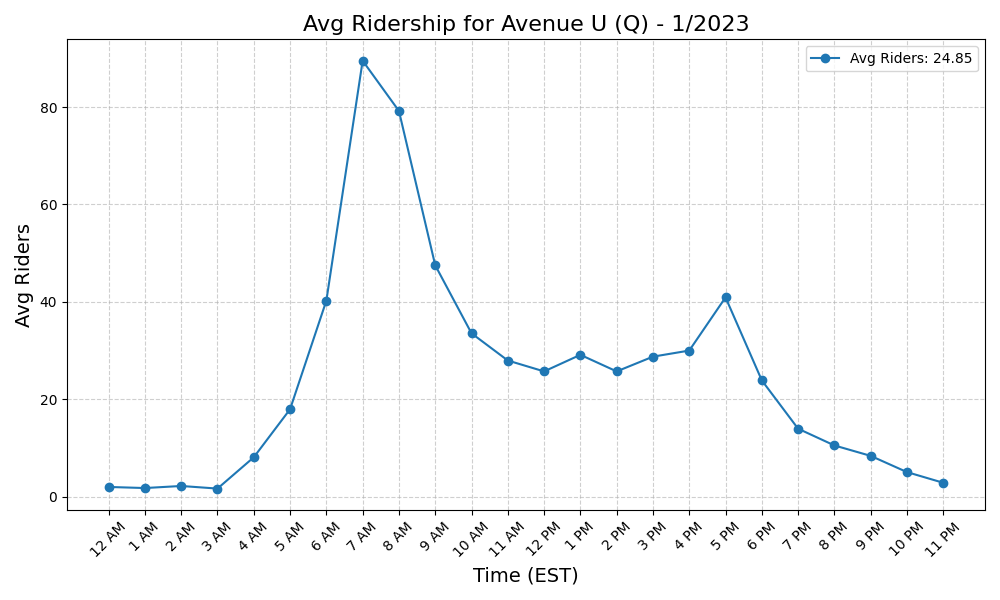 Avg Ridership for Avenue U (Q) - 1/2023
Avg Riders: 24.85
Avg Riders
80
60
40
20
0
12 AM
1 AM
2 AM
3 AM
4 AM
5 AM
6 AM
7 AM
8 AM
9 AM
10 AM
11 AM
12 PM
1 PM
2 PM
3 PM
4 PM
5 PM
6 PM
7 PM
8 PM
9 PM
10 PM
11 PM
Time (EST)